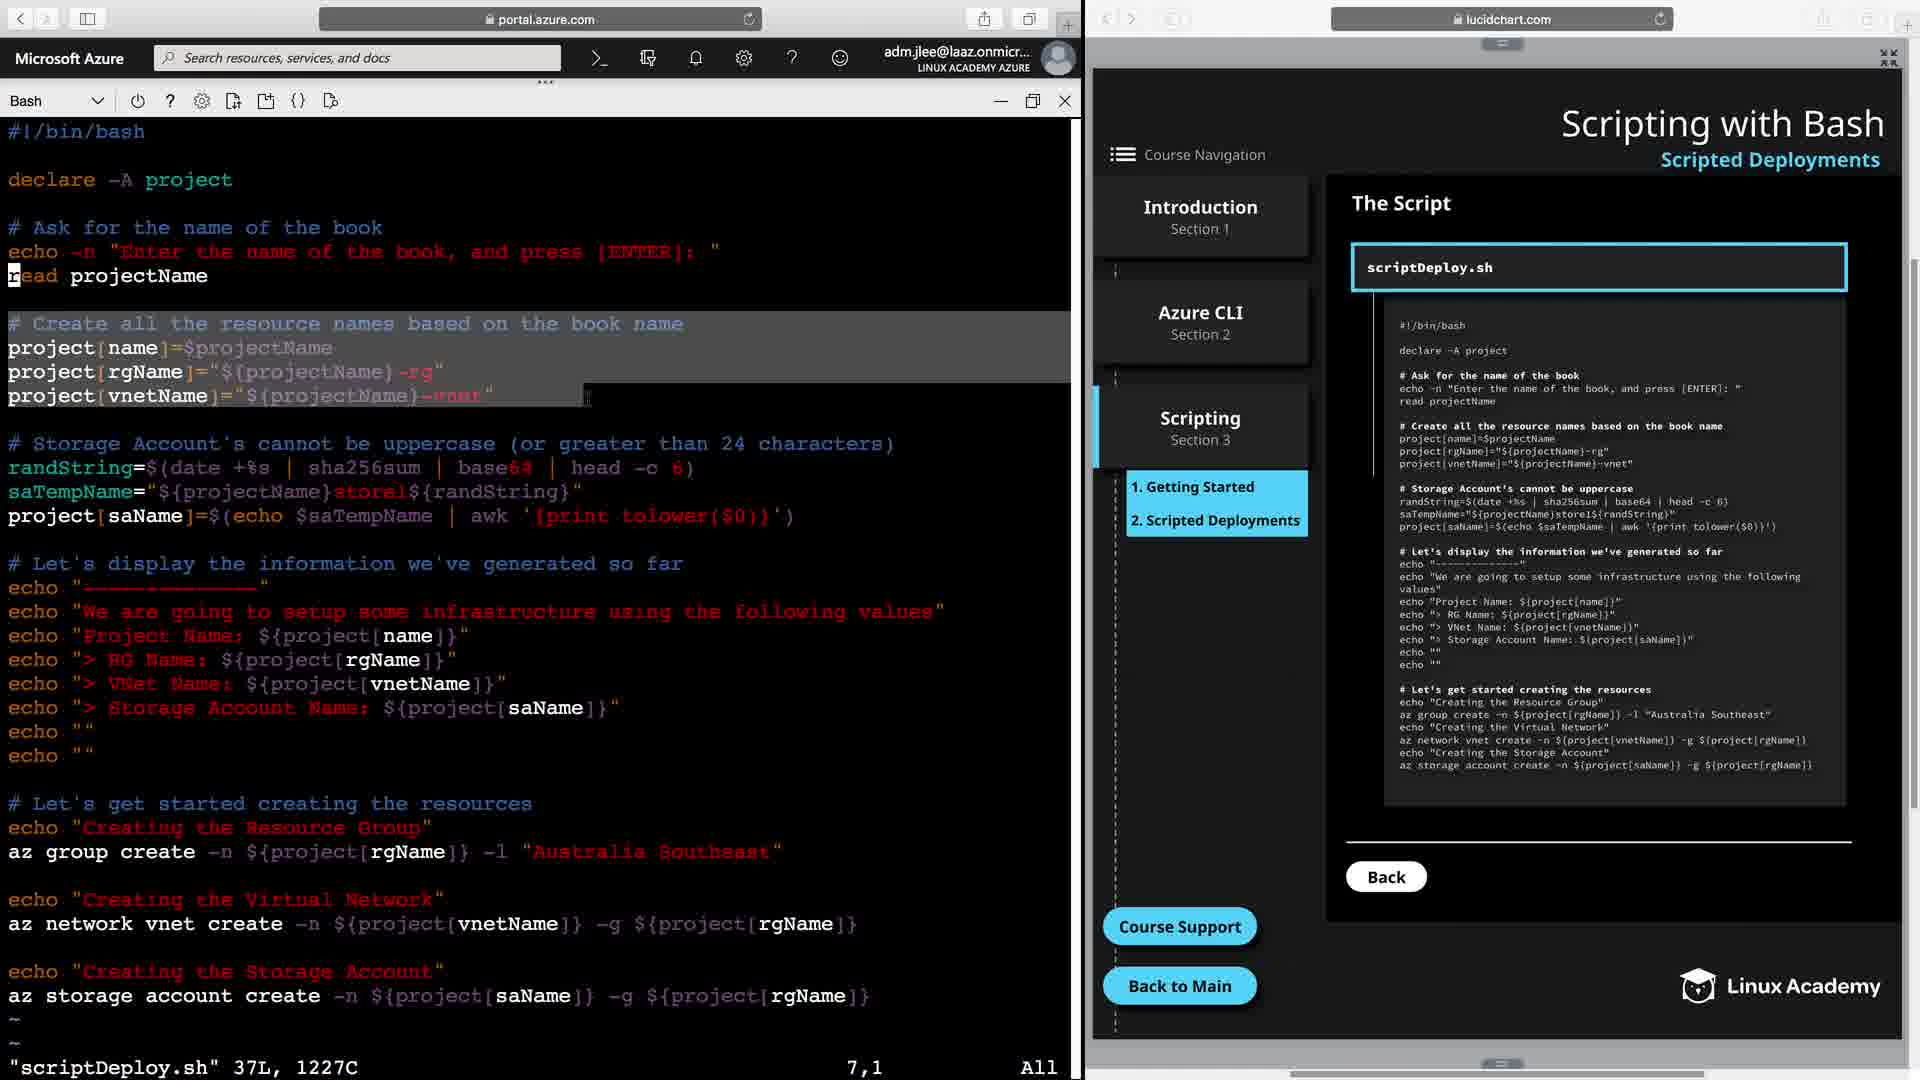 portal.azure.com
Microsoft Azure
Search resources, services, and docs
adm.jlee@laaz.onmicr...
LINUX ACADEMY AZURE
Bash
#!/bin/bash
declare -A project
# Ask for the name of the book
echo -n "Enter the name of the book, and press [ENTER]: "
read projectName
# Create all the resource names based on the book name
project[name]=$projectName
project[rgName]="${projectName}-rg"
project[vnetName]="${projectName}-vnet"
# Storage Account's cannot be uppercase (or greater than 24 characters)
randString=$(date +%s | sha256sum | base64 | head -c 6)
saTempName="${projectName}store1${randString}"
project[saName]=$(echo $saTempName | awk '{print tolower($0)}')
# Let's display the information we've generated so far
echo "--------------"
echo "We are going to setup some infrastructure using the following values"
echo "Project Name: ${project[name]}"
echo "> RG Name: ${project[rgName]}"
echo "> VNet Name: ${project[vnetName]}"
echo "> Storage Account Name: ${project[saName]}"
echo ""
echo ""
# Let's get started creating the resources
echo "Creating the Resource Group"
az group create -n ${project[rgName]} -l "Australia Southeast"
echo "Creating the Virtual Network"
az network vnet create -n ${project[vnetName]} -g ${project[rgName]}
echo "Creating the Storage Account"
az storage account create -n ${project[saName]} -g ${project[rgName]}
~
~
"scriptDeploy.sh" 37L, 1227C 7,1 All
lucidchart.com
Scripting with Bash
Scripted Deployments
Course Navigation
Introduction
Section 1
Azure CLI
Section 2
Scripting
Section 3
1. Getting Started
2. Scripted Deployments
Course Support
Back to Main
The Script
scriptDeploy.sh
#!/bin/bash
declare -A project
# Ask for the name of the book
echo -n "Enter the name of the book, and press [ENTER]: "
read projectName
# Create all the resource names based on the book name
project[name]=$projectName
project[rgName]="${projectName}-rg"
project[vnetName]="${projectName}-vnet"
# Storage Account's cannot be uppercase
randString=$(date +%s | sha256sum | base64 | head -c 6)
saTempName="${projectName}store1${randString}"
project[saName]=$(echo $saTempName | awk '{print tolower($0)}')
# Let's display the information we've generated so far
echo "--------------"
echo "We are going to setup some infrastructure using the following
values"
echo "Project Name: ${project[name]}"
echo "> RG Name: ${project[rgName]}"
echo "> VNet Name: ${project[vnetName]}"
echo "> Storage Account Name: ${project[saName]}"
echo ""
echo ""
# Let's get started creating the resources
echo "Creating the Resource Group"
az group create -n ${project[rgName]} -l "Australia Southeast"
echo "Creating the Virtual Network"
az network vnet create -n ${project[vnetName]} -g ${project[rgName]}
echo "Creating the Storage Account"
az storage account create -n ${project[saName]} -g ${project[rgName]}
Back
Linux Academy